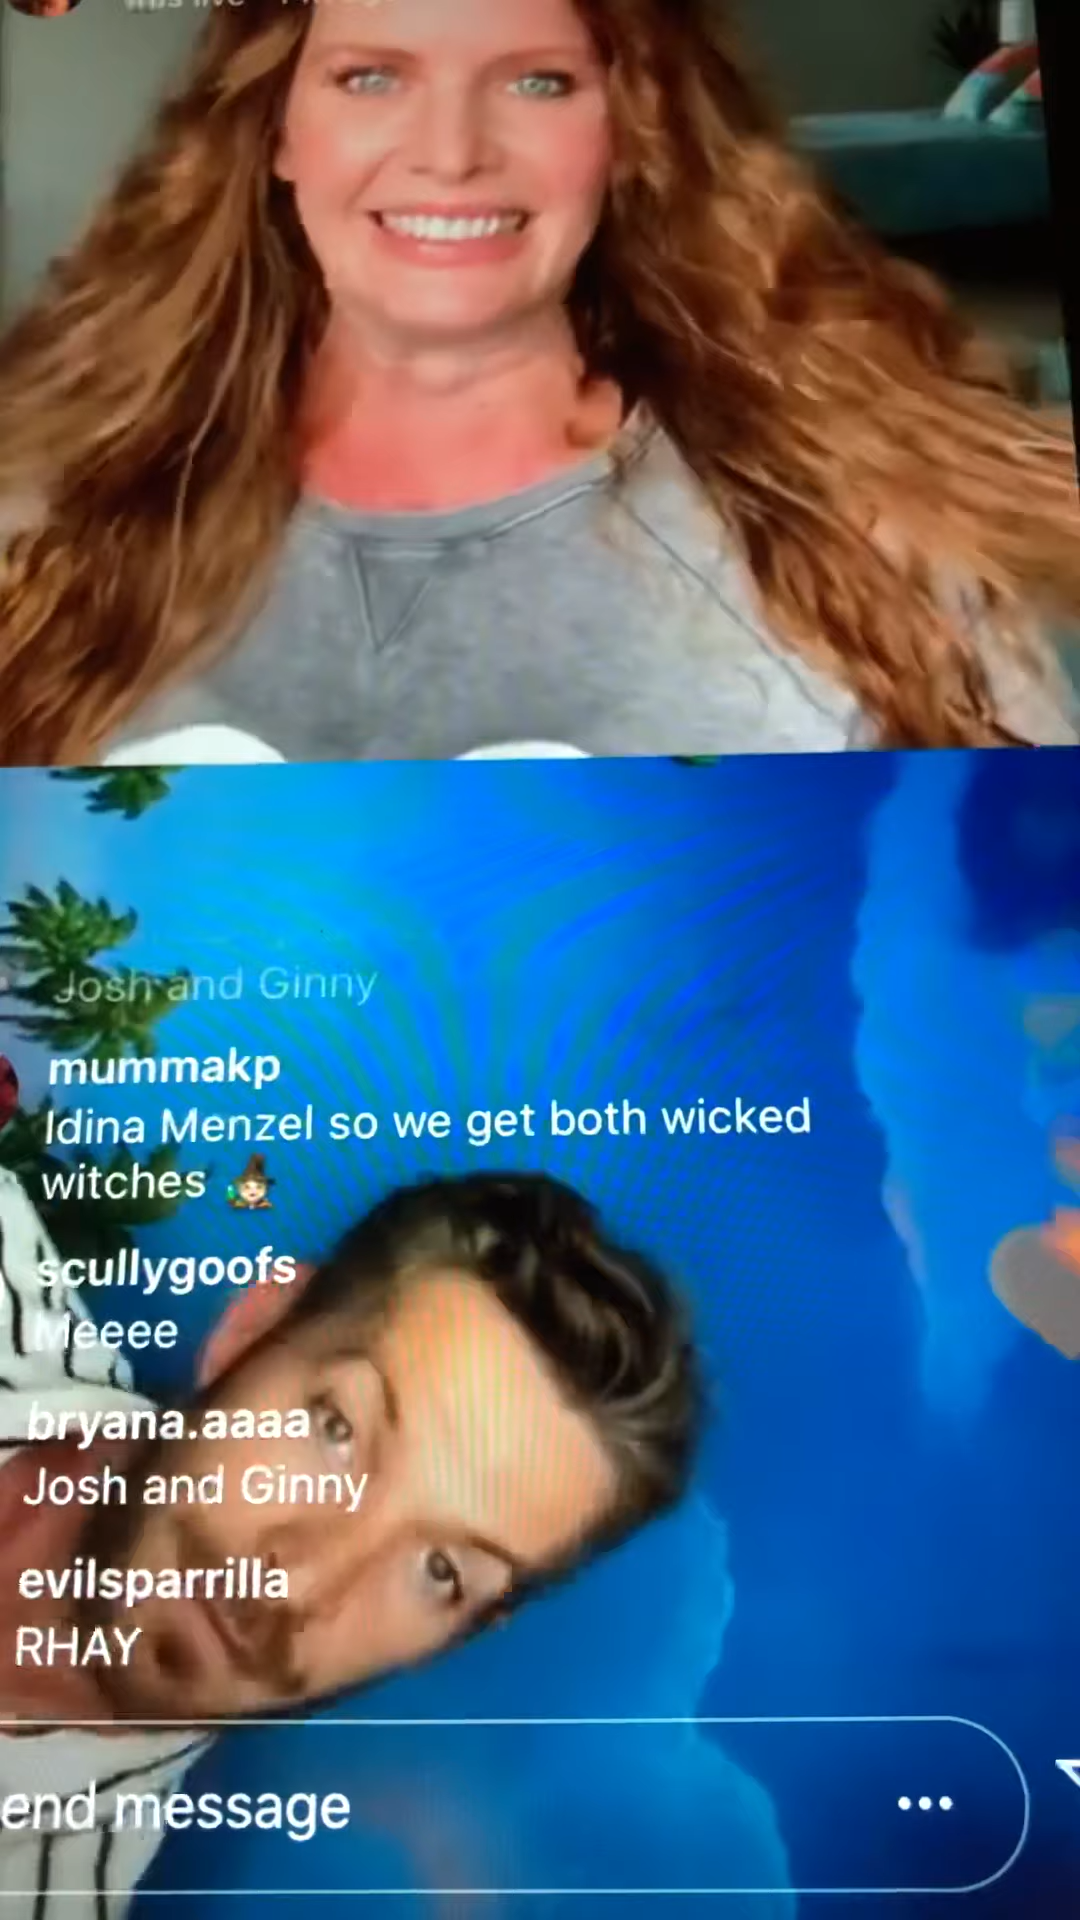 Josh and Ginny
mummakp
Idina Menzel so we get both wicked
witches
scullygoofs
Meeee
bryana.aaaa
Josh and Ginny
evilsparrilla
RHAY
end message